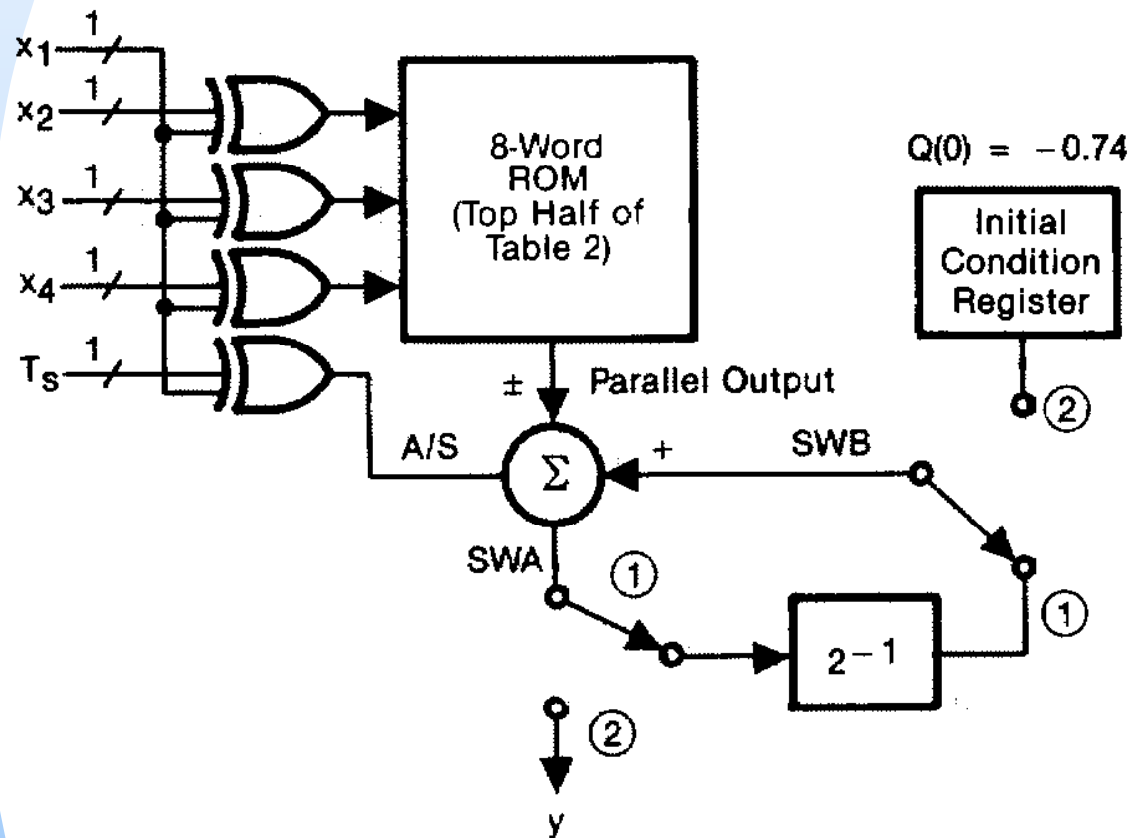 1
x1
1
x2
1
x3
1
x4
1
Ts
8-Word
ROM
(Top Half of
Table 2)
Q(0) = −0.74
Initial
Condition
Register
2
± Parallel Output
A/S
Σ
+
SWB
SWA
1
1
2−1
2
y